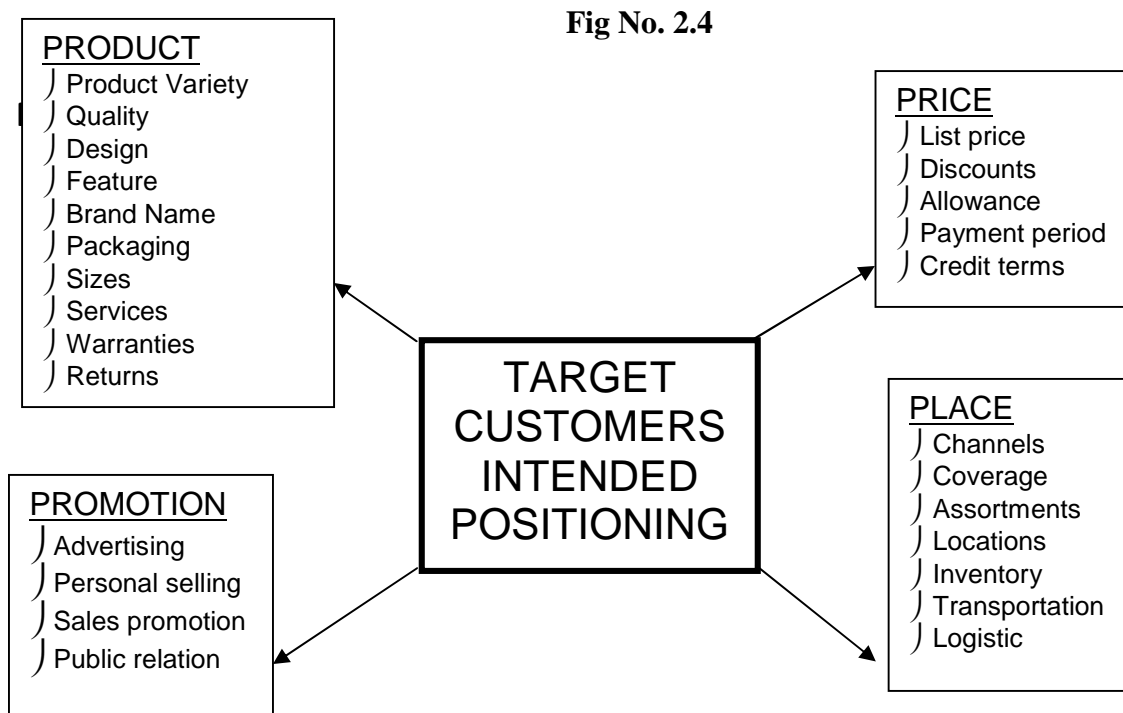 Fig No. 2.4
PRODUCT
Product Variety
Quality
Design
Feature
Brand Name
Packaging
Sizes
Services
Warranties
Returns
PRICE
List price
Discounts
Allowance
Payment period
Credit terms
TARGET
CUSTOMERS
INTENDED
POSITIONING
PROMOTION
Advertising
Personal selling
Sales promotion
Public relation
PLACE
Channels
Coverage
Assortments
Locations
Inventory
Transportation
Logistic